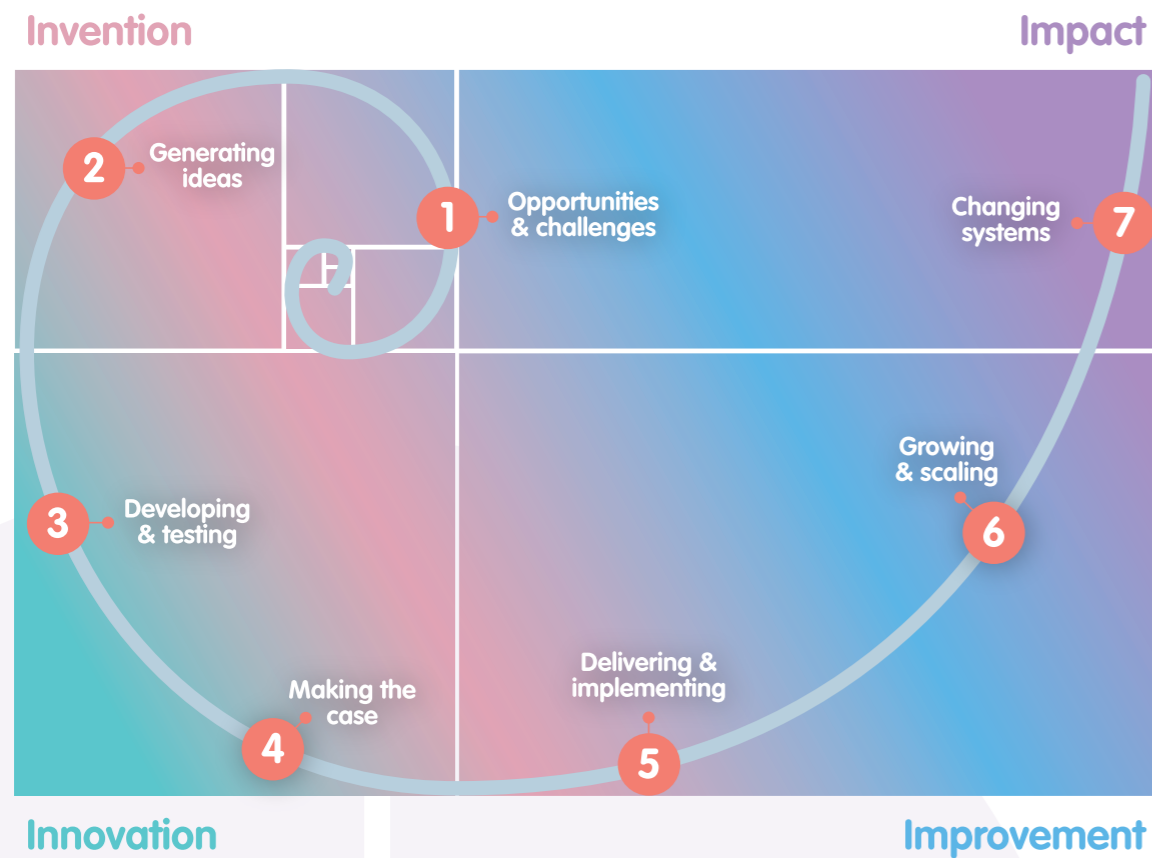 Invention
Impact
1
Opportunities
& challenges
2
Generating
ideas
3
Developing
& testing
4
Making the
case
5
Delivering &
implementing
6
Growing
& scaling
7
Changing
systems
Innovation
Improvement